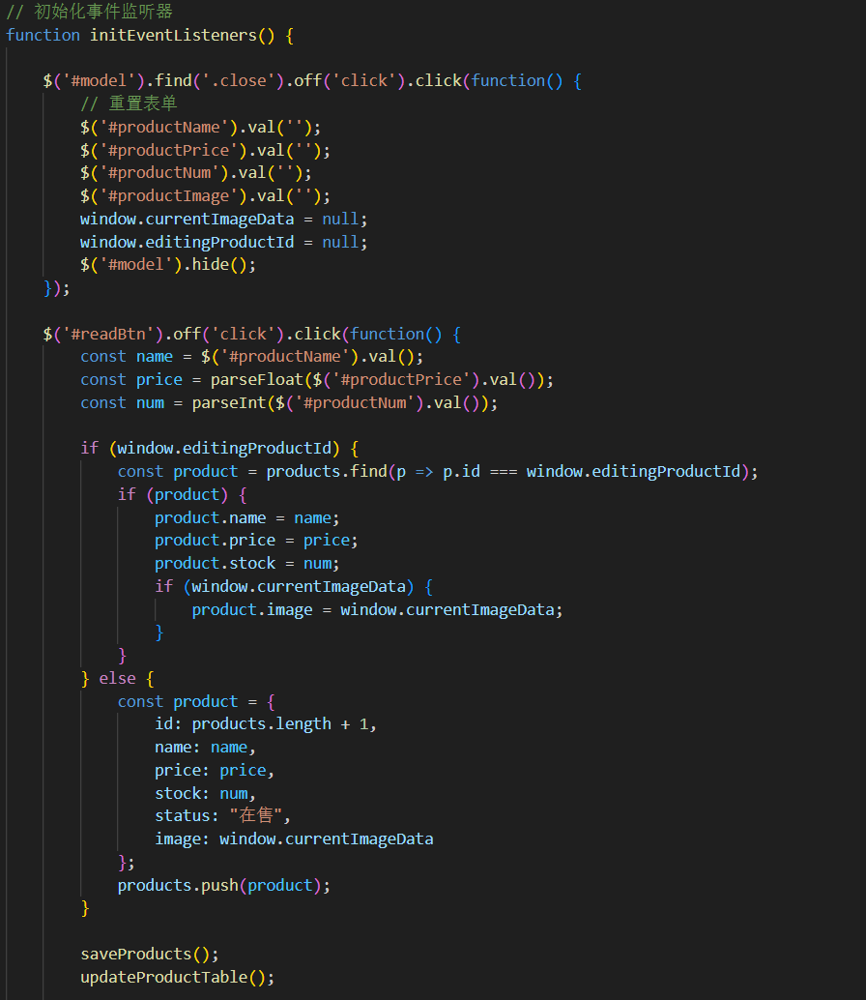 // 初始化事件监听器
function initEventListeners() {
$('#model').find('.close').off('click').click(function() {
// 重置表单
$('#productName').val('');
$('#productPrice').val('');
$('#productNum').val('');
$('#productImage').val('');
window.currentImageData = null;
window.editingProductId = null;
$('#model').hide();
});
$('#readBtn').off('click').click(function() {
const name = $('#productName').val();
const price = parseFloat($('#productPrice').val());
const num = parseInt($('#productNum').val());
if (window.editingProductId) {
const product = products.find(p => p.id === window.editingProductId);
if (product) {
product.name = name;
product.price = price;
product.stock = num;
if (window.currentImageData) {
product.image = window.currentImageData;
}
}
} else {
const product = {
id: products.length + 1,
name: name,
price: price,
stock: num,
status: "在售",
image: window.currentImageData
};
products.push(product);
}
saveProducts();
updateProductTable();